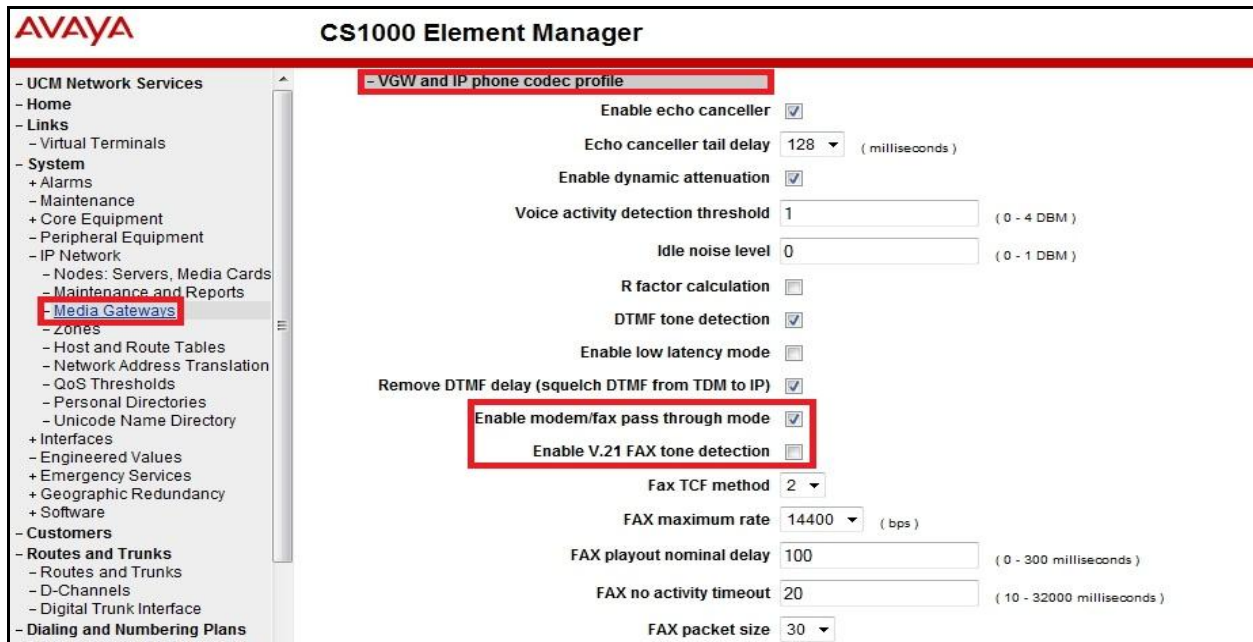 AVAYA
CS1000 Element Manager
– UCM Network Services
– Home
– Links
– Virtual Terminals
– System
+ Alarms
– Maintenance
+ Core Equipment
– Peripheral Equipment
– IP Network
– Nodes: Servers, Media Cards
– Maintenance and Reports
– Media Gateways
– Zones
– Host and Route Tables
– Network Address Translation
– QoS Thresholds
– Personal Directories
– Unicode Name Directory
+ Interfaces
– Engineered Values
+ Emergency Services
+ Geographic Redundancy
+ Software
– Customers
– Routes and Trunks
– Routes and Trunks
– D-Channels
– Digital Trunk Interface
– Dialing and Numbering Plans
– VGW and IP phone codec profile
Enable echo canceller
Echo canceller tail delay 128 ( milliseconds )
Enable dynamic attenuation
Voice activity detection threshold 1 ( 0 - 4 DBM )
Idle noise level 0 ( 0 - 1 DBM )
R factor calculation
DTMF tone detection
Enable low latency mode
Remove DTMF delay (squelch DTMF from TDM to IP)
Enable modem/fax pass through mode
Enable V.21 FAX tone detection
Fax TCF method 2
FAX maximum rate 14400 ( bps )
FAX playout nominal delay 100 ( 0 - 300 milliseconds )
FAX no activity timeout 20 ( 10 - 32000 milliseconds )
FAX packet size 30